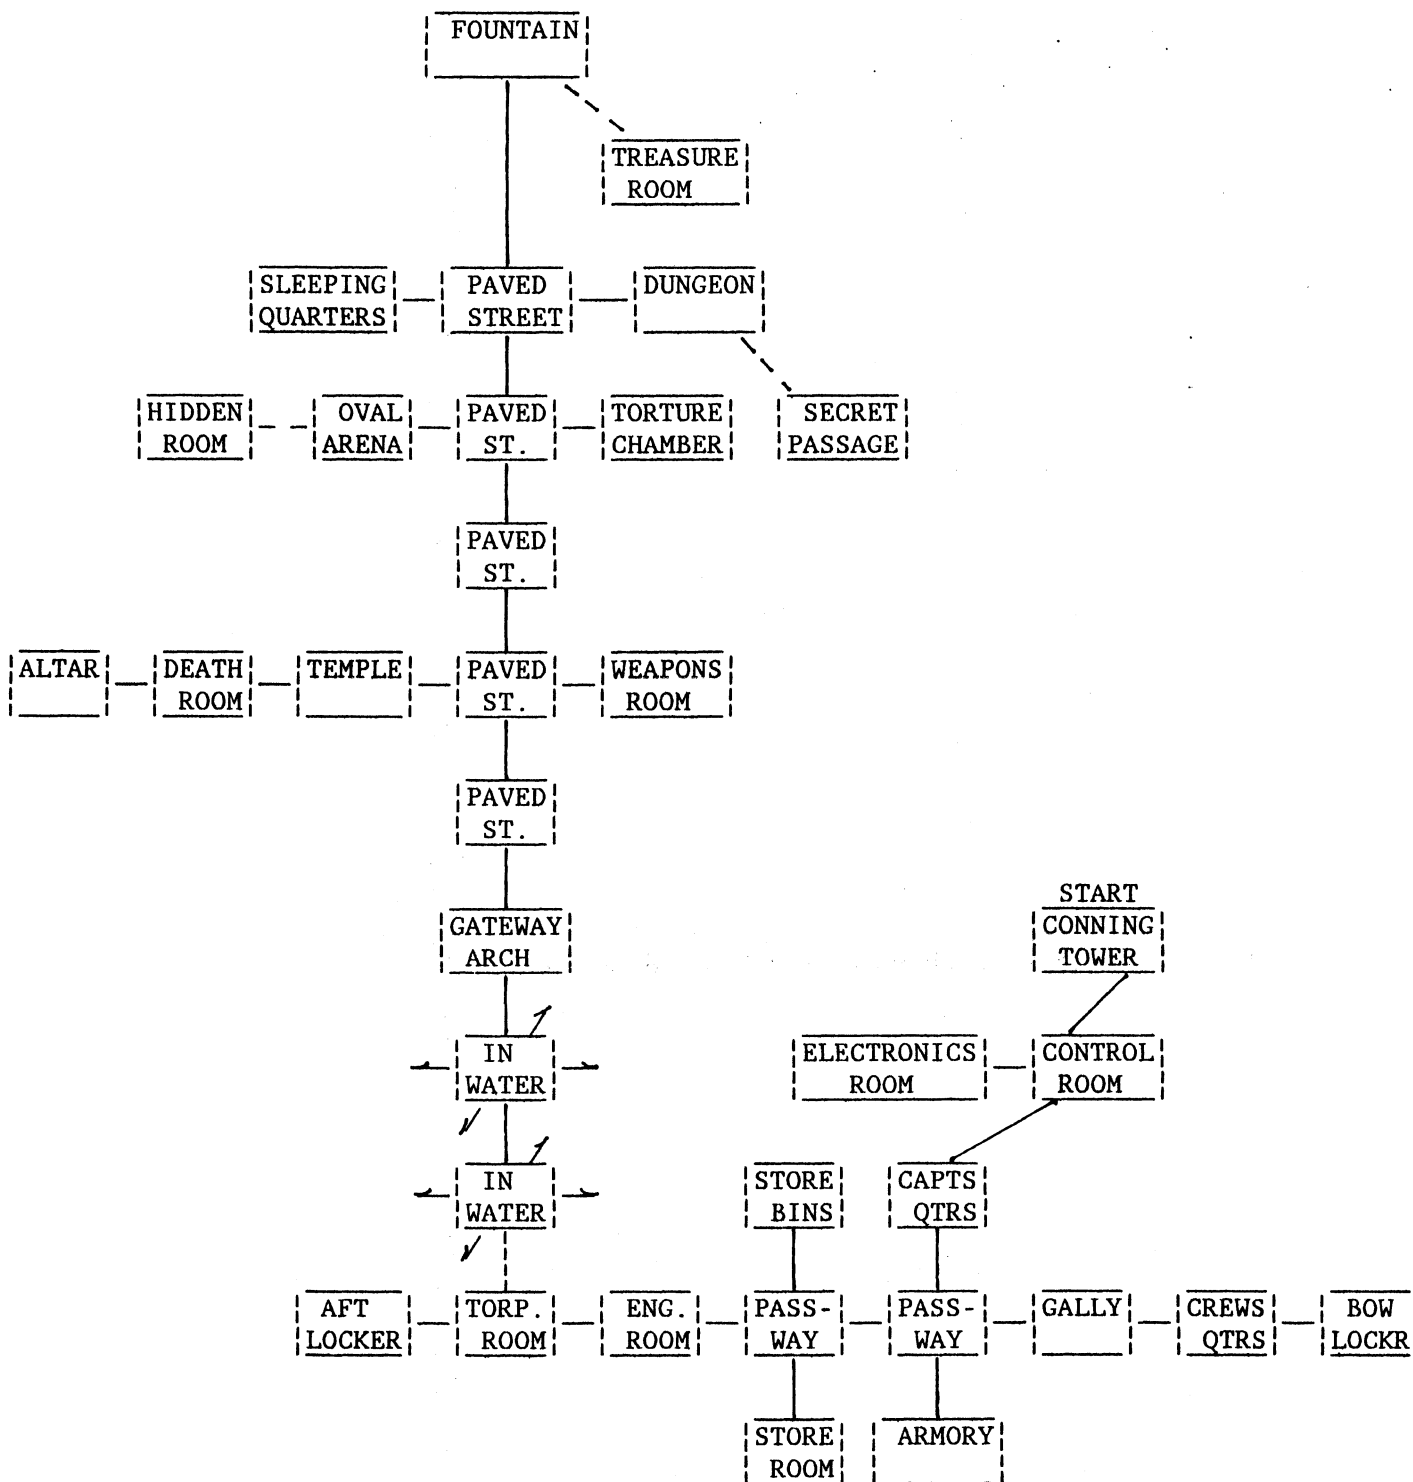 FOUNTAIN
TREASURE
ROOM
SLEEPING
QUARTERS
PAVED
STREET
DUNGEON
HIDDEN
ROOM
OVAL
ARENA
PAVED
ST.
TORTURE
CHAMBER
SECRET
PASSAGE
PAVED
ST.
ALTAR
DEATH
ROOM
TEMPLE
PAVED
ST.
WEAPONS
ROOM
PAVED
ST.
GATEWAY
ARCH
START
CONNING
TOWER
IN
WATER
ELECTRONICS
ROOM
CONTROL
ROOM
IN
WATER
STORE
BINS
CAPTS
QTRS
AFT
LOCKER
TORP.
ROOM
ENG.
ROOM
PASS-
WAY
PASS-
WAY
GALLY
CREWS
QTRS
BOW
LOCKR
STORE
ROOM
ARMORY